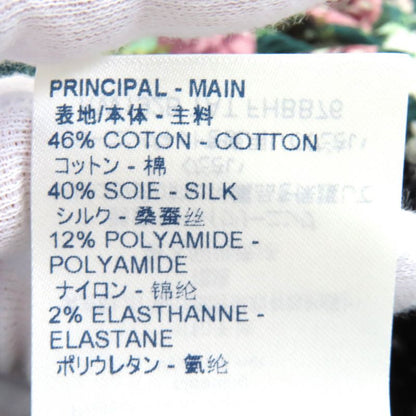 PRINCIPAL - MAIN
表地/本体 - 主料
46% COTON - COTTON
コットン - 棉
40% SOIE - SILK
シルク - 桑蚕丝
12% POLYAMIDE -
POLYAMIDE
ナイロン - 锦纶
2% ELASTHANNE -
ELASTANE
ポリウレタン - 氨纶